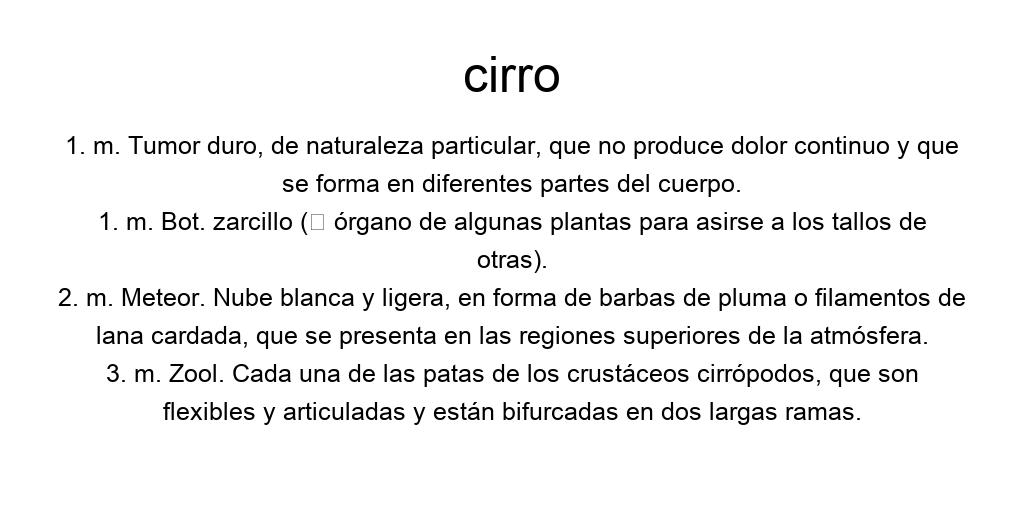 cirro
1. m. Tumor duro, de naturaleza particular, que no produce dolor continuo y que
se forma en diferentes partes del cuerpo.
1. m. Bot. zarcillo (□ órgano de algunas plantas para asirse a los tallos de
otras).
2. m. Meteor. Nube blanca y ligera, en forma de barbas de pluma o filamentos de
lana cardada, que se presenta en las regiones superiores de la atmósfera.
3. m. Zool. Cada una de las patas de los crustáceos cirrópodos, que son
flexibles y articuladas y están bifurcadas en dos largas ramas.